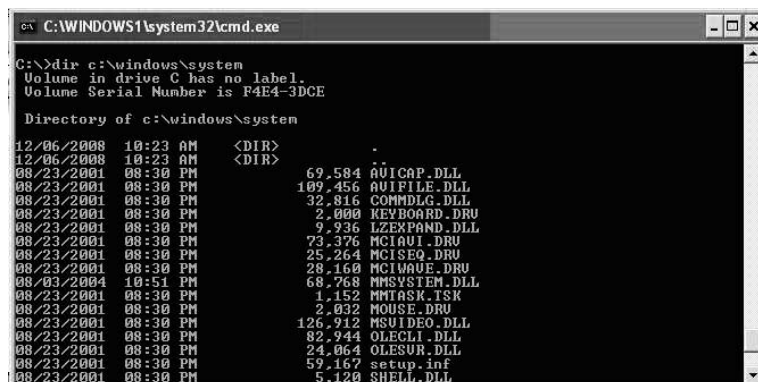 C:\WINDOWS1\system32\cmd.exe
C:\>dir c:\windows\system
Volume in drive C has no label.
Volume Serial Number is F4E4-3DCE
Directory of c:\windows\system
12/06/2008 10:23 AM <DIR> .
12/06/2008 10:23 AM <DIR> ..
08/23/2001 08:30 PM 69,584 AVICAP.DLL
08/23/2001 08:30 PM 109,456 AVIFILE.DLL
08/23/2001 08:30 PM 32,816 COMMDLG.DLL
08/23/2001 08:30 PM 2,000 KEYBOARD.DRV
08/23/2001 08:30 PM 9,936 LZEXPAND.DLL
08/23/2001 08:30 PM 73,376 MCIAVI.DRV
08/23/2001 08:30 PM 25,264 MCISEQ.DRV
08/23/2001 08:30 PM 28,160 MCIWAVE.DRV
08/03/2004 10:51 PM 68,768 MMSYSTEM.DLL
08/23/2001 08:30 PM 1,152 MMTASK.TSK
08/23/2001 08:30 PM 2,032 MOUSE.DRV
08/23/2001 08:30 PM 126,912 MSVIDEO.DLL
08/23/2001 08:30 PM 82,944 OLECLI.DLL
08/23/2001 08:30 PM 24,064 OLESVR.DLL
08/23/2001 08:30 PM 59,167 setup.inf
08/23/2001 08:30 PM 5,120 SHELL.DLL